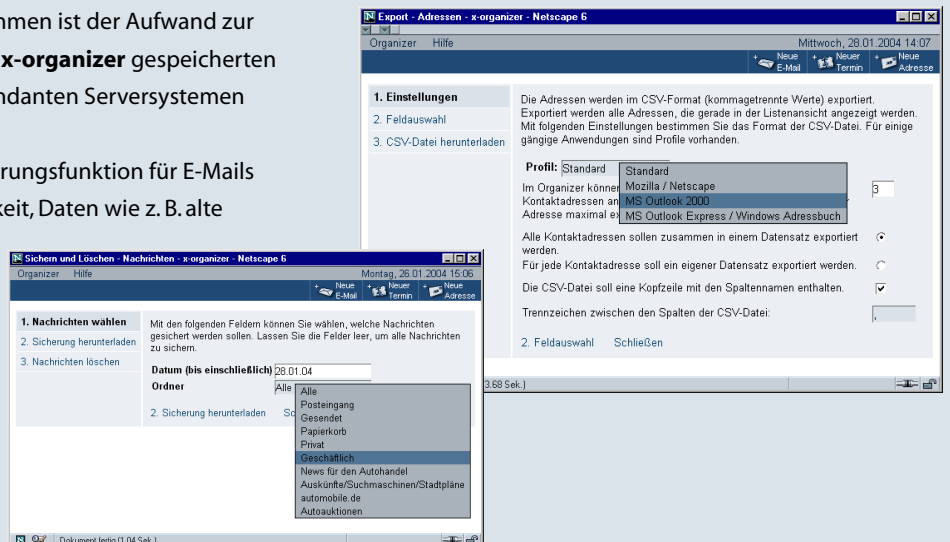 mmen ist der Aufwand zur
x-organizer gespeicherten
ndanten Serversystemen
erungsfunktion für E-Mails
keit, Daten wie z. B. alte
Export - Adressen - x-organizer - Netscape 6
Organizer Hilfe Mittwoch, 28.01.2004 14:07
Neue E-Mail Neuer Termin Neue Adresse
1. Einstellungen
2. Feldauswahl
3. CSV-Datei herunterladen
Die Adressen werden im CSV-Format (kommagetrennte Werte) exportiert.
Exportiert werden alle Adressen, die gerade in der Listenansicht angezeigt werden.
Mit folgenden Einstellungen bestimmen Sie das Format der CSV-Datei. Für einige
gängige Anwendungen sind Profile vorhanden.
Profil: Standard
Standard
Mozilla / Netscape
MS Outlook 2000
MS Outlook Express / Windows Adressbuch
Im Organizer können
Kontaktadressen an
Adresse maximal ex
3
Alle Kontaktadressen sollen zusammen in einem Datensatz exportiert
werden.
Für jede Kontaktadresse soll ein eigener Datensatz exportiert werden.
Die CSV-Datei soll eine Kopfzeile mit den Spaltennamen enthalten.
Trennzeichen zwischen den Spalten der CSV-Datei: ,
2. Feldauswahl Schließen
3.68 Sek.)
Sichern und Löschen - Nachrichten - x-organizer - Netscape 6
Organizer Hilfe Montag, 26.01.2004 15:06
Neue E-Mail Neuer Termin Neue Adresse
1. Nachrichten wählen
2. Sicherung herunterladen
3. Nachrichten löschen
Mit den folgenden Feldern können Sie wählen, welche Nachrichten
gesichert werden sollen. Lassen Sie die Felder leer, um alle Nachrichten
zu sichern.
Datum (bis einschließlich) 28.01.04
Ordner Alle
Alle
Posteingang
Gesendet
Papierkorb
Privat
Geschäftlich
News für den Autohandel
Auskünfte/Suchmaschinen/Stadtpläne
automobile.de
Autoauktionen
2. Sicherung herunterladen Sc
Dokument fertig (1.04 Sek.)